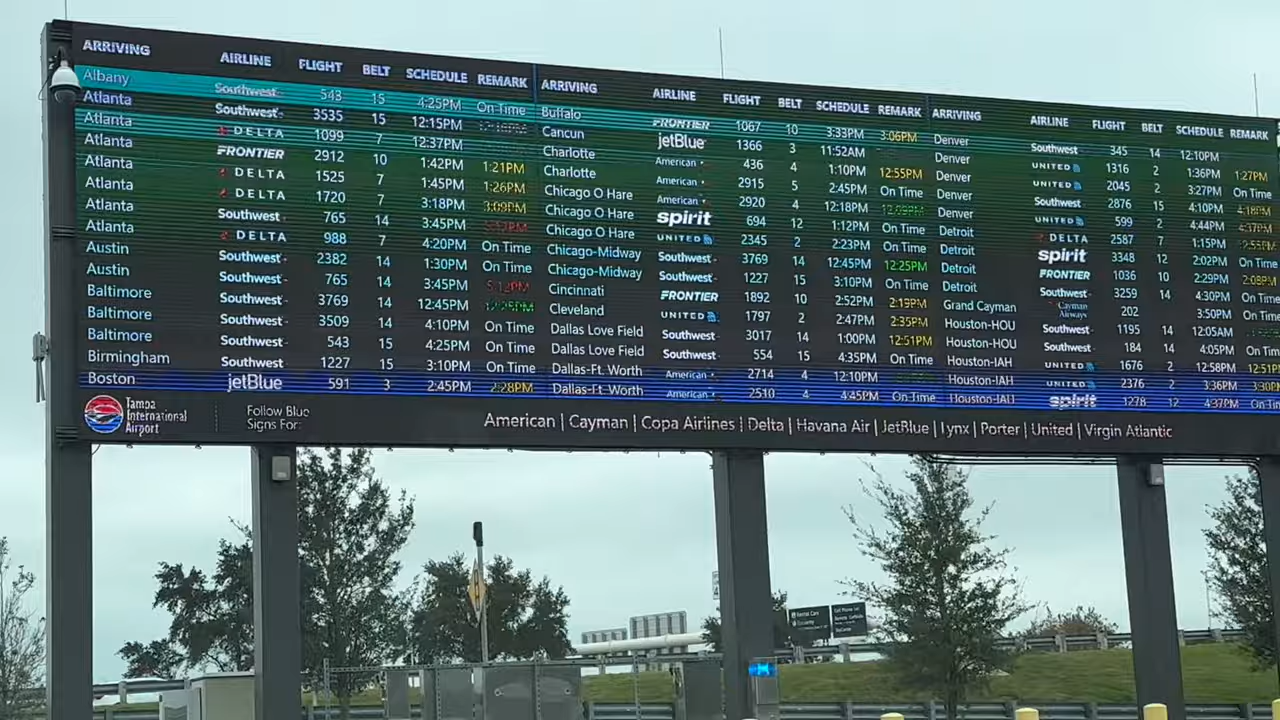 ARRIVING AIRLINE FLIGHT BELT SCHEDULE REMARK
Albany Southwest 543 15 4:25PM On Time
Atlanta Southwest 3535 15 12:15PM
Atlanta DELTA 1099 7 12:37PM
Atlanta FRONTIER 2912 10 1:42PM 1:21PM
Atlanta DELTA 1525 7 1:45PM 1:26PM
Atlanta DELTA 1720 7 3:18PM 3:09PM
Atlanta Southwest 765 14 3:45PM 5:12PM
Atlanta DELTA 988 7 4:20PM On Time
Austin Southwest 2382 14 1:30PM On Time
Austin Southwest 765 14 3:45PM 5:12PM
Baltimore Southwest 3769 14 12:45PM 12:25PM
Baltimore Southwest 3509 14 4:10PM On Time
Baltimore Southwest 543 15 4:25PM On Time
Birmingham Southwest 1227 15 3:10PM On Time
Boston jetBlue 591 3 2:45PM 2:28PM
ARRIVING AIRLINE FLIGHT BELT SCHEDULE REMARK
Buffalo FRONTIER 1067 10 3:33PM 3:06PM
Cancun jetBlue 1366 3 11:52AM
Charlotte American 436 4 1:10PM 12:55PM
Charlotte American 2915 5 2:45PM On Time
Chicago O Hare American 2920 4 12:18PM 12:09PM
Chicago O Hare spirit 694 12 1:12PM On Time
Chicago O Hare UNITED 2345 2 2:23PM On Time
Chicago-Midway Southwest 3769 14 12:45PM 12:25PM
Chicago-Midway Southwest 1227 15 3:10PM On Time
Cincinnati FRONTIER 1892 10 2:52PM 2:19PM
Cleveland UNITED 1797 2 2:47PM 2:35PM
Dallas Love Field Southwest 3017 14 1:00PM 12:51PM
Dallas Love Field Southwest 554 15 4:35PM On Time
Dallas-Ft. Worth American 2714 4 12:10PM
Dallas-Ft. Worth American 2510 4 4:45PM On Time
ARRIVING AIRLINE FLIGHT BELT SCHEDULE REMARK
Denver Southwest 345 14 12:10PM
Denver UNITED 1316 2 1:36PM 1:27PM
Denver UNITED 2045 2 3:27PM On Time
Denver Southwest 2876 15 4:10PM 4:18PM
Denver UNITED 599 2 4:44PM 4:37PM
Detroit DELTA 2587 7 1:15PM
Detroit spirit 3348 12 2:02PM On Time
Detroit FRONTIER 1036 10 2:29PM 2:08PM
Detroit Southwest 3259 14 4:30PM On Time
Grand Cayman Cayman Airways 202 3:50PM On Time
Houston-HOU Southwest 1195 14 12:05AM
Houston-HOU Southwest 184 14 4:05PM On Time
Houston-IAH UNITED 1676 2 12:58PM 12:51P
Houston-IAH UNITED 2376 2 3:36PM 3:30P
Houston-IAH spirit 1278 12 4:37PM On Tim
Tampa
International
Airport
Follow Blue
Signs For:
American | Cayman | Copa Airlines | Delta | Havana Air | JetBlue | Lynx | Porter | United | Virgin Atlantic